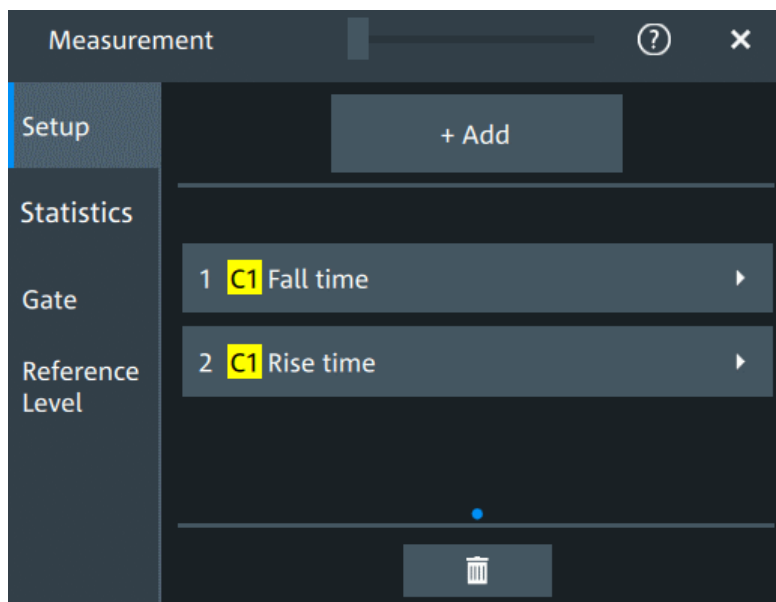 Measurement
?
Setup
+ Add
Statistics
1 C1 Fall time
Gate
2 C1 Rise time
Reference
Level